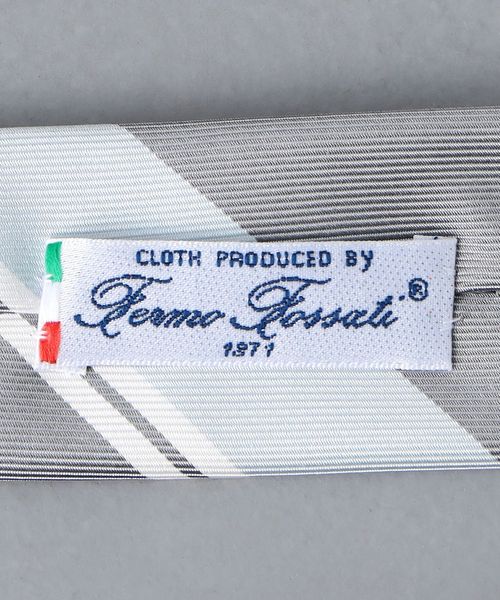 CLOTH PRODUCED BY
Fermo Fossati®
1971